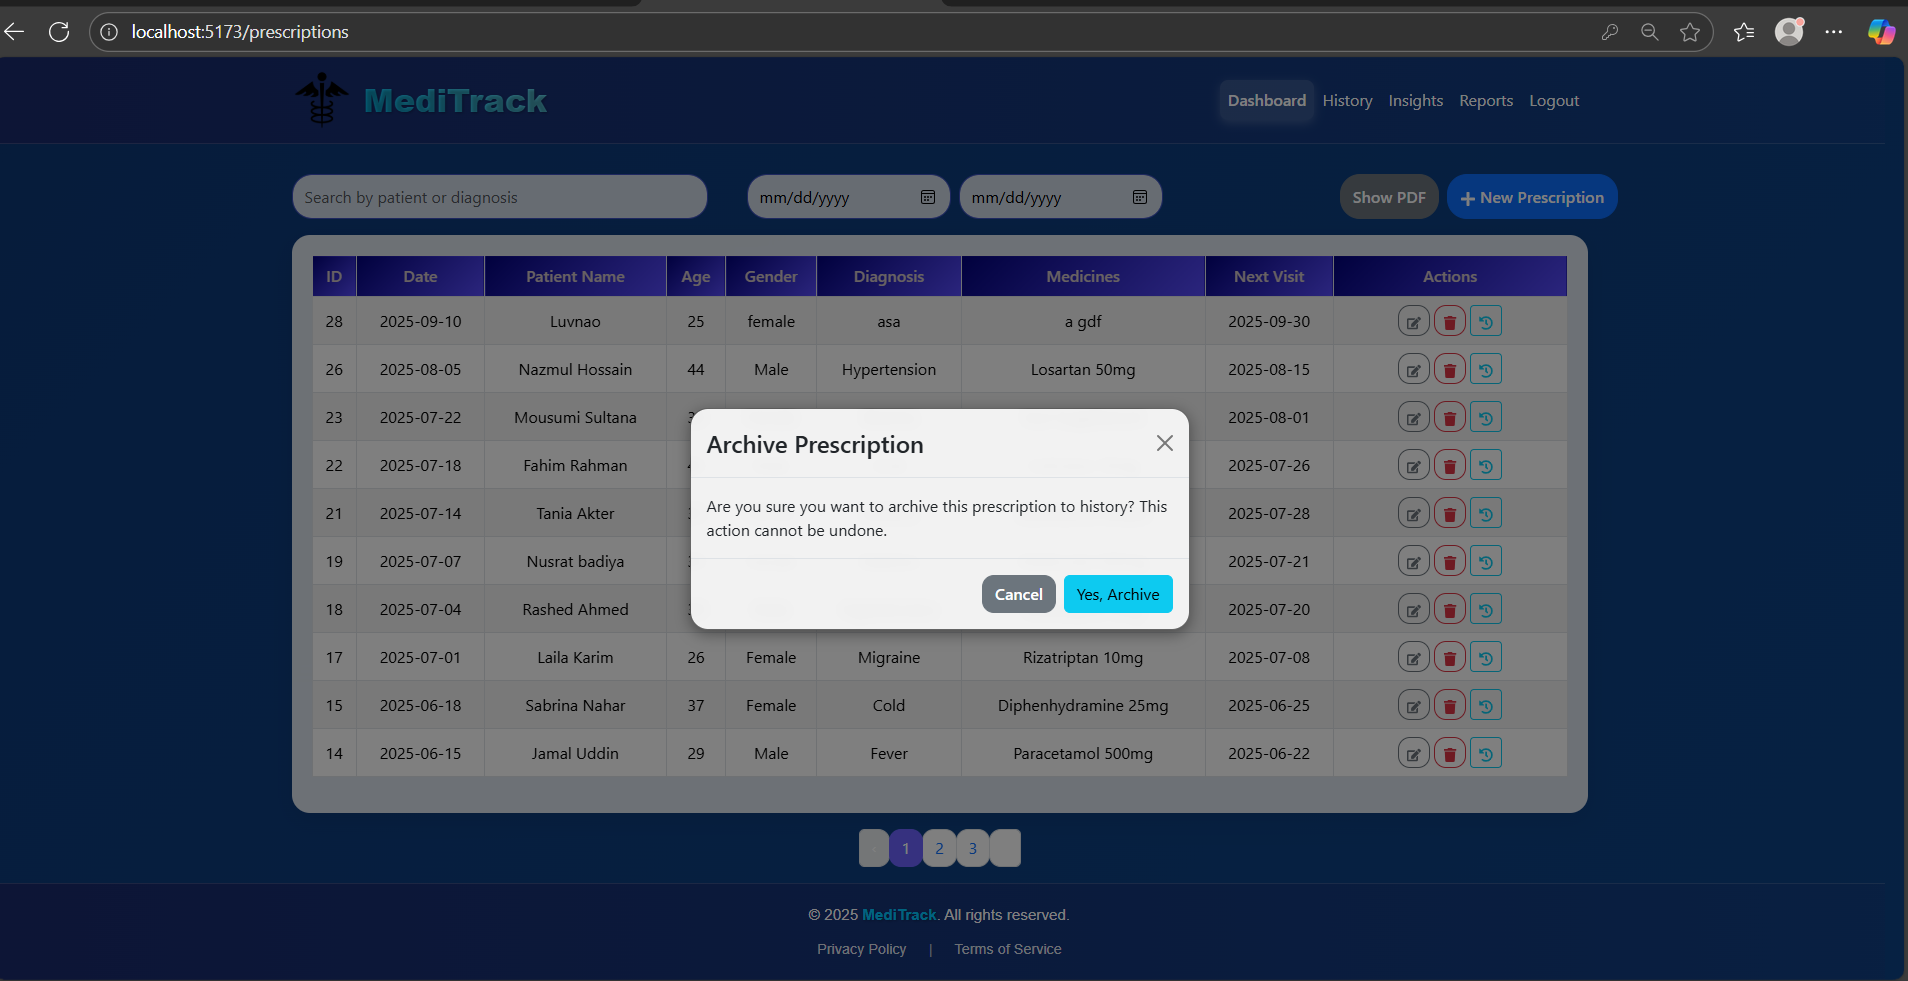 localhost:5173/prescriptions
MediTrack
Dashboard History Insights Reports Logout
Search by patient or diagnosis
mm/dd/yyyy
mm/dd/yyyy
Show PDF
New Prescription
ID Date Patient Name Age Gender Diagnosis Medicines Next Visit Actions
28 2025-09-10 Luvnao 25 female asa a gdf 2025-09-30
26 2025-08-05 Nazmul Hossain 44 Male Hypertension Losartan 50mg 2025-08-15
23 2025-07-22 Mousumi Sultana 2025-08-01
22 2025-07-18 Fahim Rahman 2025-07-26
21 2025-07-14 Tania Akter 2025-07-28
19 2025-07-07 Nusrat badiya 2025-07-21
18 2025-07-04 Rashed Ahmed 2025-07-20
17 2025-07-01 Laila Karim 26 Female Migraine Rizatriptan 10mg 2025-07-08
15 2025-06-18 Sabrina Nahar 37 Female Cold Diphenhydramine 25mg 2025-06-25
14 2025-06-15 Jamal Uddin 29 Male Fever Paracetamol 500mg 2025-06-22
Archive Prescription
Are you sure you want to archive this prescription to history? This
action cannot be undone.
Cancel
Yes, Archive
1 2 3
© 2025 MediTrack. All rights reserved.
Privacy Policy | Terms of Service